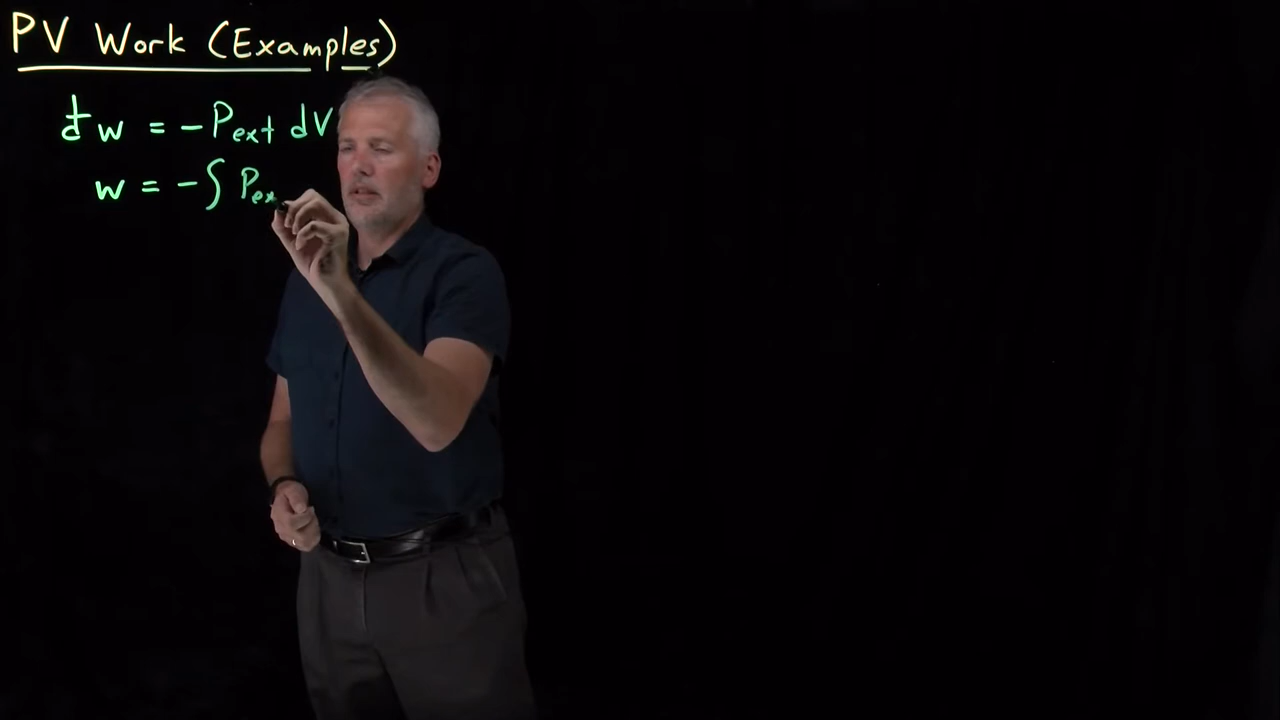 PV Work (Examples)
đw = -Pext dV
w = -∫ Pex